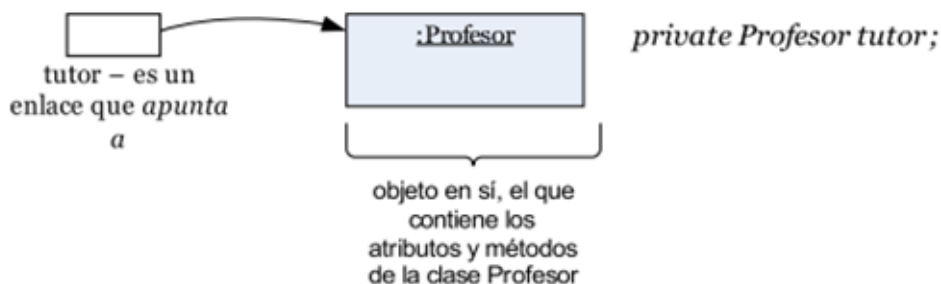 :Profesor
private Profesor tutor;
tutor – es un
enlace que apunta
a
objeto en sí, el que
contiene los
atributos y métodos
de la clase Profesor